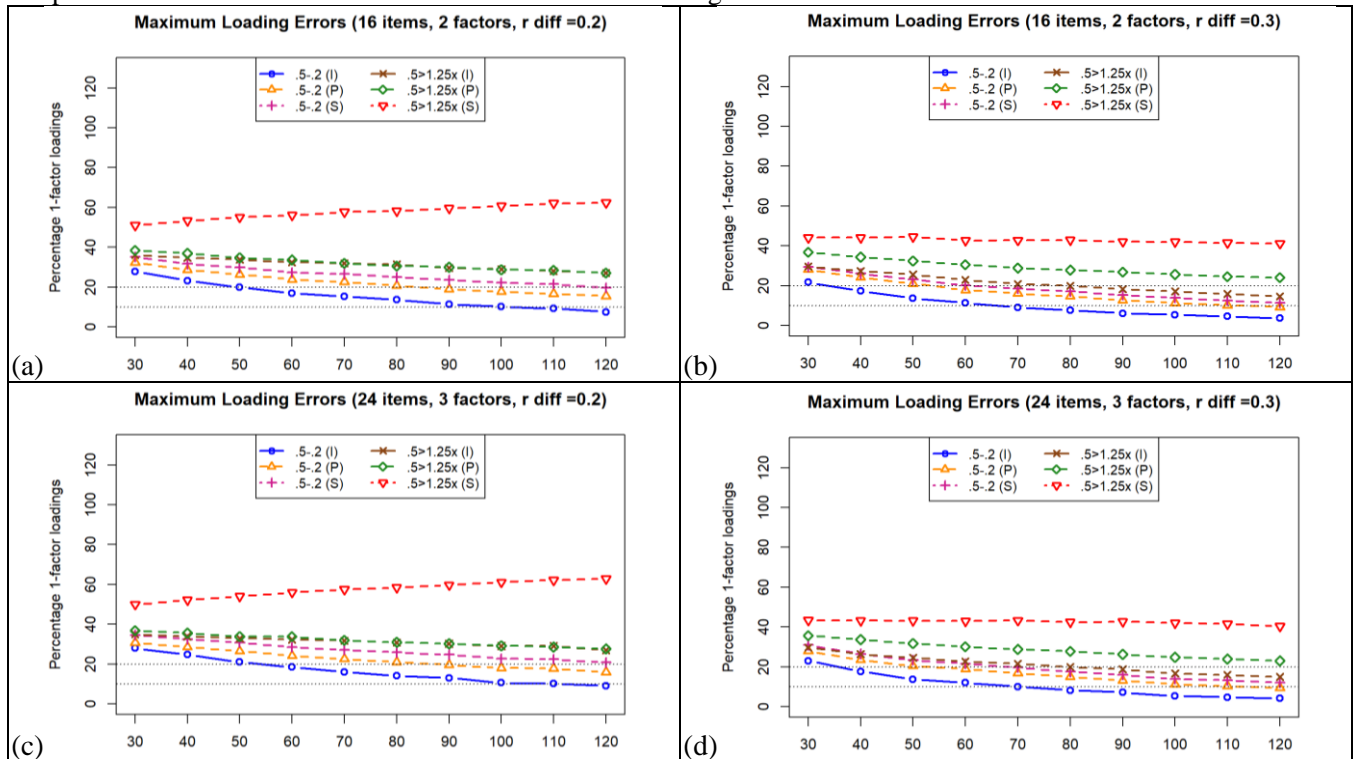 Maximum Loading Errors (16 items, 2 factors, r diff =0.2)
Percentage 1-factor loadings
.5-.2 (I) .5>1.25x (I)
.5-.2 (P) .5>1.25x (P)
.5-.2 (S) .5>1.25x (S)
120
100
80
60
40
20
0
30 40 50 60 70 80 90 100 110 120
(a)
Maximum Loading Errors (16 items, 2 factors, r diff =0.3)
Percentage 1-factor loadings
.5-.2 (I) .5>1.25x (I)
.5-.2 (P) .5>1.25x (P)
.5-.2 (S) .5>1.25x (S)
120
100
80
60
40
20
0
30 40 50 60 70 80 90 100 110 120
(b)
Maximum Loading Errors (24 items, 3 factors, r diff =0.2)
Percentage 1-factor loadings
.5-.2 (I) .5>1.25x (I)
.5-.2 (P) .5>1.25x (P)
.5-.2 (S) .5>1.25x (S)
120
100
80
60
40
20
0
30 40 50 60 70 80 90 100 110 120
(c)
Maximum Loading Errors (24 items, 3 factors, r diff =0.3)
Percentage 1-factor loadings
.5-.2 (I) .5>1.25x (I)
.5-.2 (P) .5>1.25x (P)
.5-.2 (S) .5>1.25x (S)
120
100
80
60
40
20
0
30 40 50 60 70 80 90 100 110 120
(d)